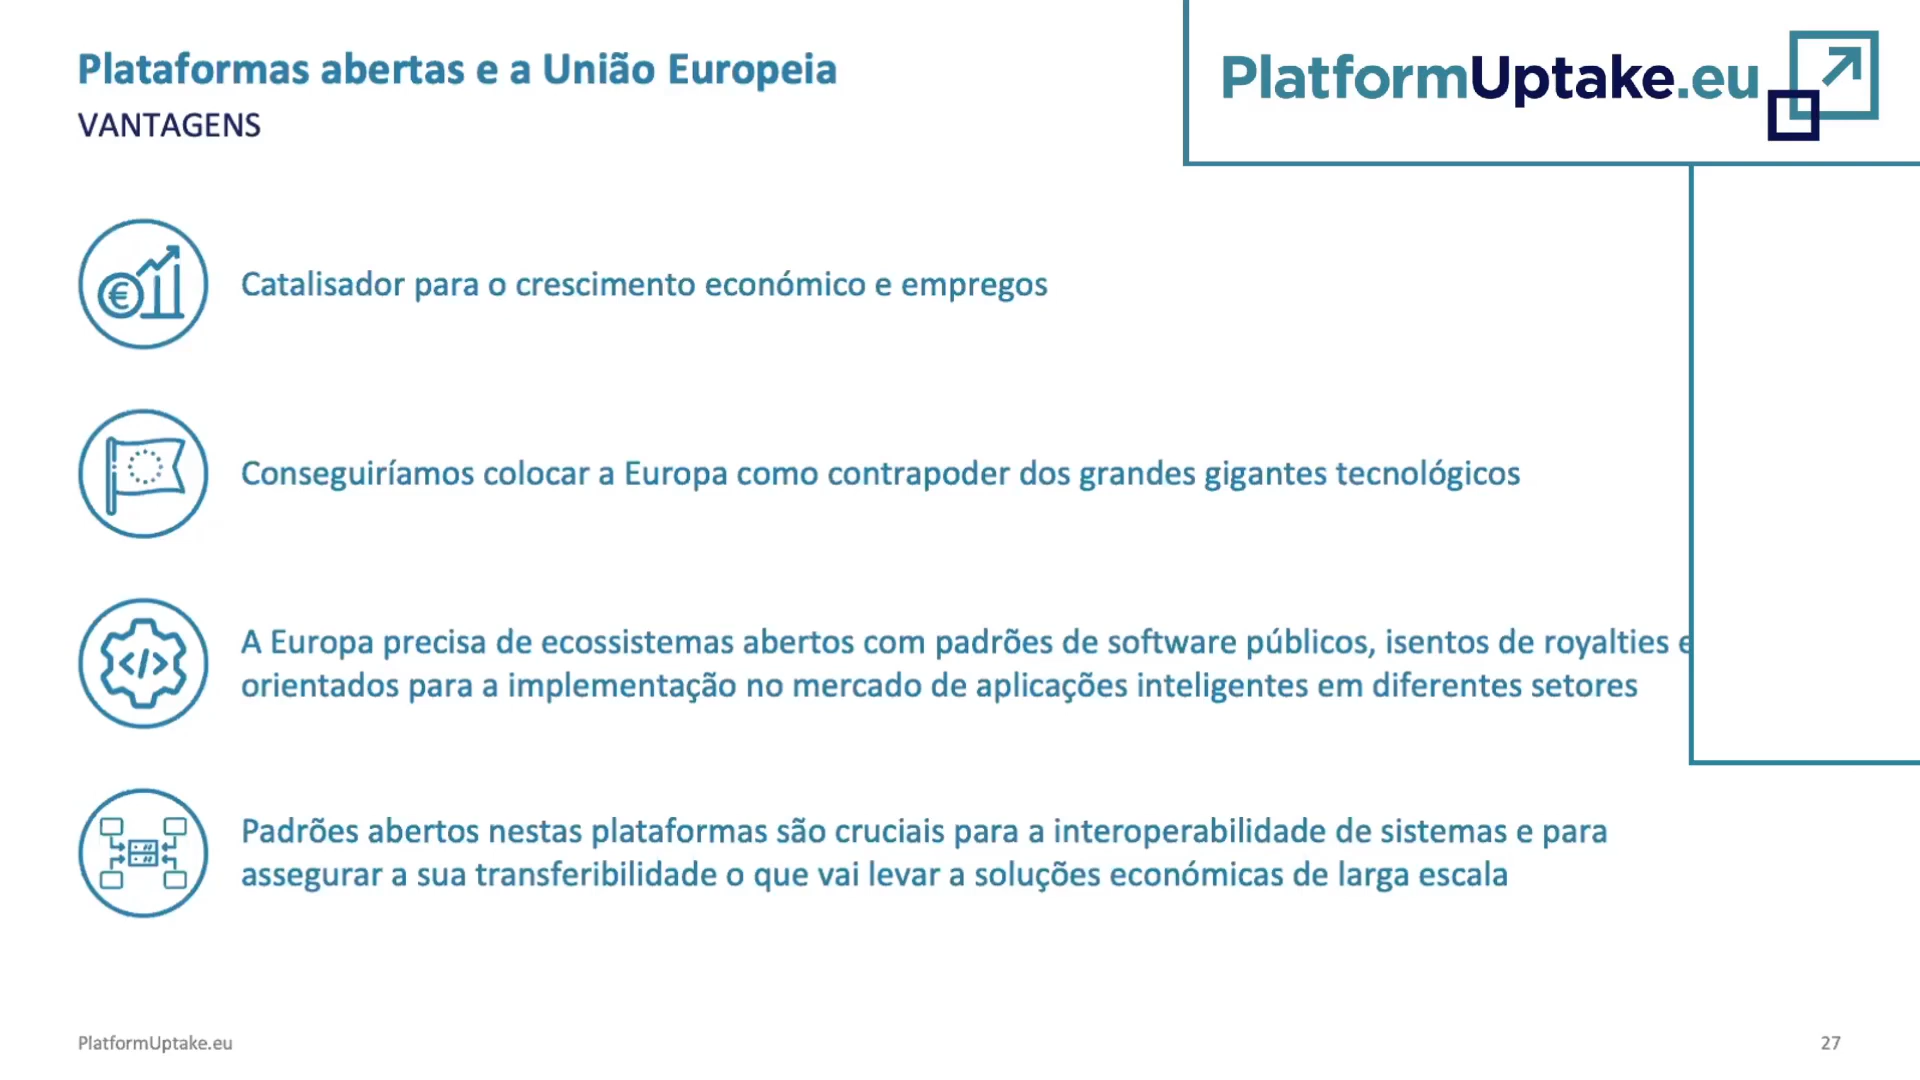 Plataformas abertas e a União Europeia
VANTAGENS
PlatformUptake.eu
Catalisador para o crescimento económico e empregos
Conseguiríamos colocar a Europa como contrapoder dos grandes gigantes tecnológicos
A Europa precisa de ecossistemas abertos com padrões de software públicos, isentos de royalties e
orientados para a implementação no mercado de aplicações inteligentes em diferentes setores
Padrões abertos nestas plataformas são cruciais para a interoperabilidade de sistemas e para
assegurar a sua transferibilidade o que vai levar a soluções económicas de larga escala
PlatformUptake.eu
27